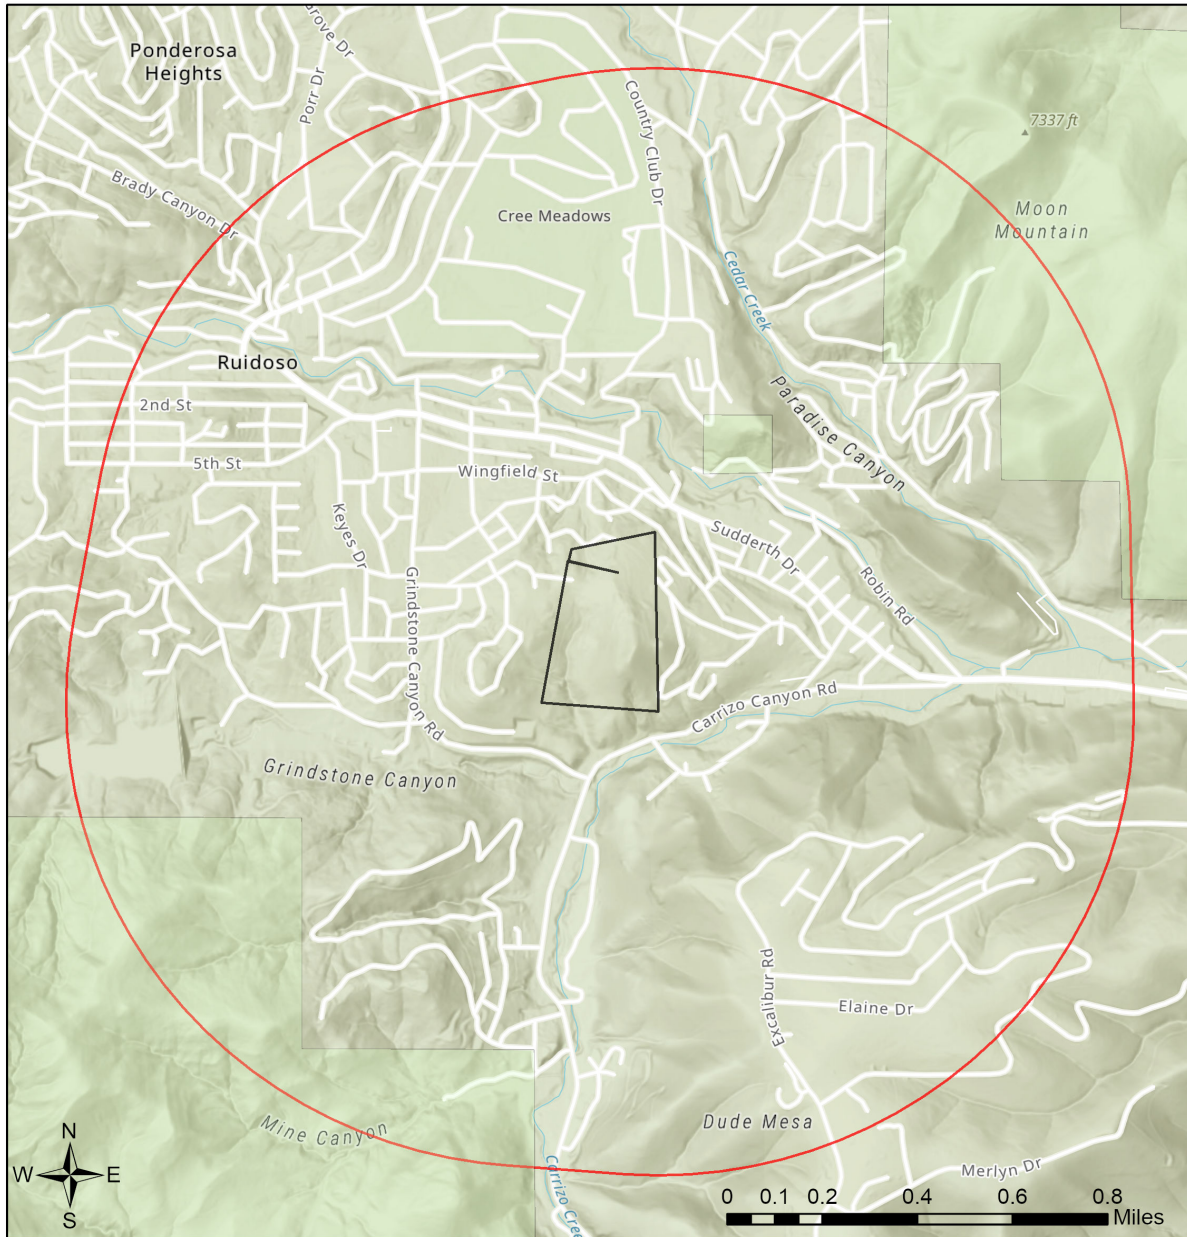 Ponderosa
Heights
Grove Dr
Porr Dr
Country Club Dr
7337 ft
Brady Canyon Dr
Cree Meadows
Moon
Mountain
Cedar Creek
Ruidoso
Paradise Canyon
2nd St
5th St
Wingfield St
Keyes Dr
Sudderth Dr
Grindstone Canyon Rd
Robin Rd
Carrizo Canyon Rd
Grindstone Canyon
Excalibur Rd
Elaine Dr
Mine Canyon
Dude Mesa
Merlyn Dr
Carrizo Cree
N
W
E
S
0 0.1 0.2 0.4 0.6 0.8
Miles